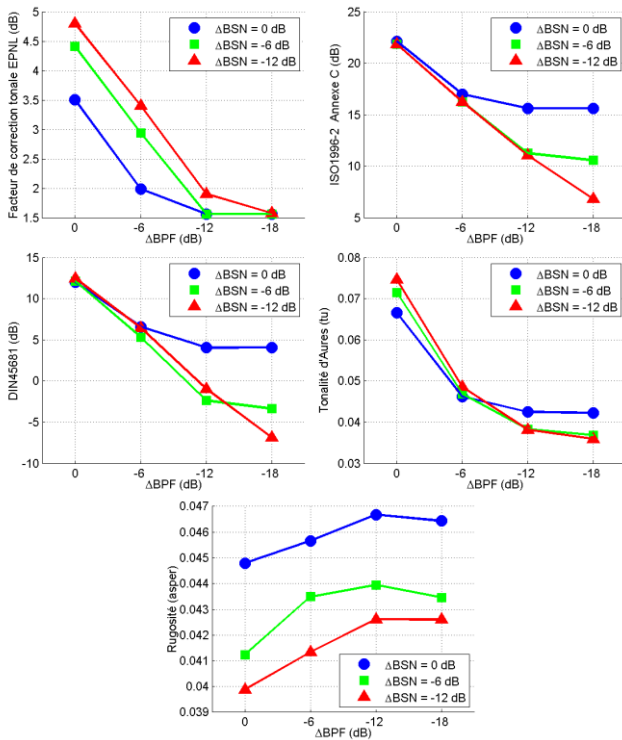 Facteur de correction tonale EPNL (dB)
5
4.5
4
3.5
3
2.5
2
1.5
0
-6
-12
-18
ΔBPF (dB)
ΔBSN = 0 dB
ΔBSN = -6 dB
ΔBSN = -12 dB
ISO1996-2 Annexe C (dB)
25
20
15
10
5
0
-6
-12
-18
ΔBPF (dB)
ΔBSN = 0 dB
ΔBSN = -6 dB
ΔBSN = -12 dB
DIN45681 (dB)
15
10
5
0
-5
-10
0
-6
-12
-18
ΔBPF (dB)
ΔBSN = 0 dB
ΔBSN = -6 dB
ΔBSN = -12 dB
Tonalité d'Aures (tu)
0.08
0.07
0.06
0.05
0.04
0.03
0
-6
-12
-18
ΔBPF (dB)
ΔBSN = 0 dB
ΔBSN = -6 dB
ΔBSN = -12 dB
Rugosité (asper)
0.047
0.046
0.045
0.044
0.043
0.042
0.041
0.04
0.039
0
-6
-12
-18
ΔBPF (dB)
ΔBSN = 0 dB
ΔBSN = -6 dB
ΔBSN = -12 dB